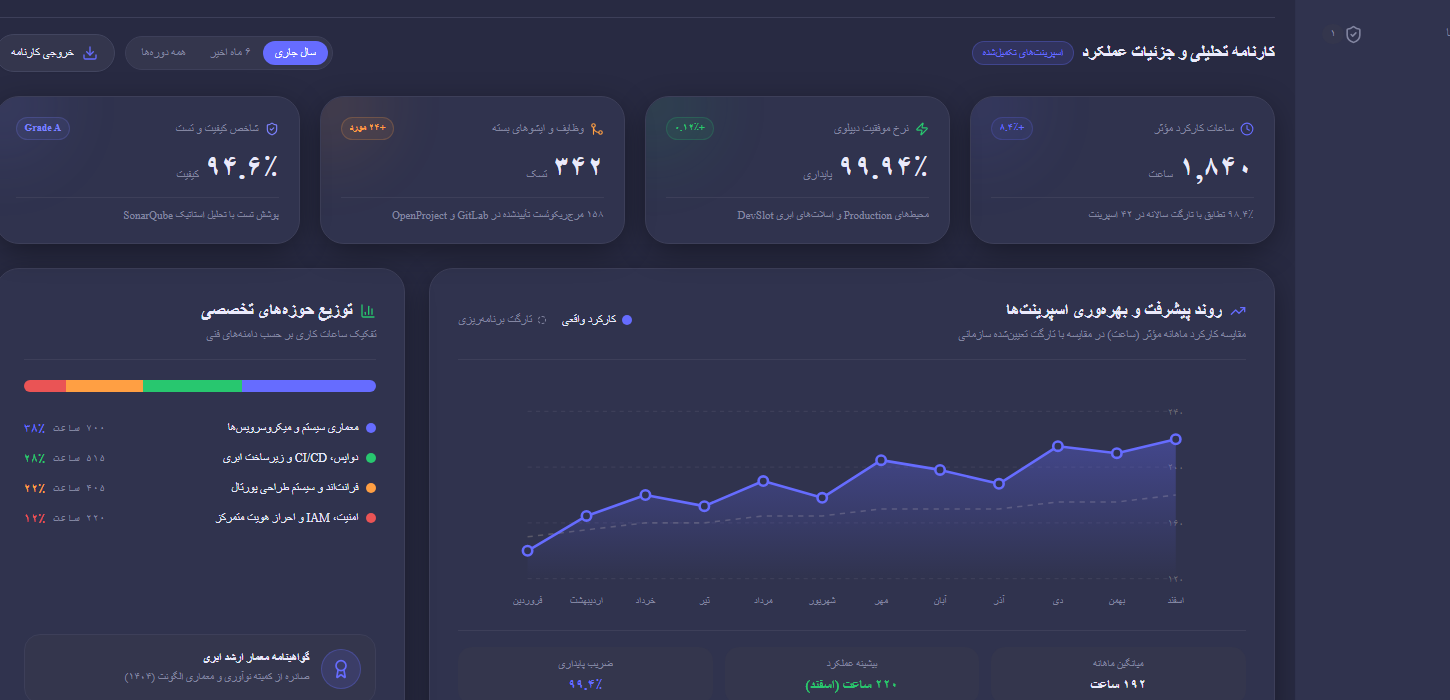 ۱
کارنامه تحلیلی و جزئیات عملکرد
اسپرینت‌های تکمیل‌شده
سال جاری
۶ ماه اخیر
همه دوره‌ها
خروجی کارنامه
ساعات کارکرد مؤثر
+۸.۴٪
۱,۸۴۰ ساعت
۹۸.۴٪ تطابق با تارگت سالانه در ۴۲ اسپرینت
نرخ موفقیت دیپلوی
+۰.۱۲٪
۹۹.۹۴٪ پایداری
محیط‌های Production و اسلات‌های ابری DevSlot
وظایف و ایشوهای بسته
+۲۴ مورد
۳۴۲ تسک
۱۵۸ مرج‌ریکوئست تأییدشده در GitLab و OpenProject
شاخص کیفیت و تست
Grade A
۹۴.۶٪ کیفیت
پوشش تست با تحلیل استاتیک SonarQube
روند پیشرفت و بهره‌وری اسپرینت‌ها
مقایسه کارکرد ماهانه مؤثر (ساعت) در مقایسه با تارگت تعیین‌شده سازمانی
کارکرد واقعی
تارگت برنامه‌ریزی
۲۴۰
۲۰۰
۱۶۰
۱۲۰
فروردین
اردیبهشت
خرداد
تیر
مرداد
شهریور
مهر
آبان
آذر
دی
بهمن
اسفند
میانگین ماهانه
۱۹۲ ساعت
بیشینه عملکرد
۲۲۰ ساعت (اسفند)
ضریب پایداری
۹۹.۴٪
توزیع حوزه‌های تخصصی
تفکیک ساعات کاری بر حسب دامنه‌های فنی
معماری سیستم و میکروسرویس‌ها
۷۰۰ ساعت
۳۸٪
دواپس، CI/CD و زیرساخت ابری
۵۱۵ ساعت
۲۸٪
فرانت‌اند و سیستم طراحی پورتال
۴۰۵ ساعت
۲۲٪
امنیت، IAM و احراز هویت متمرکز
۲۲۰ ساعت
۱۲٪
گواهینامه معمار ارشد ابری
صادره از کمیته نوآوری و معماری الگونت (۱۴۰۴)